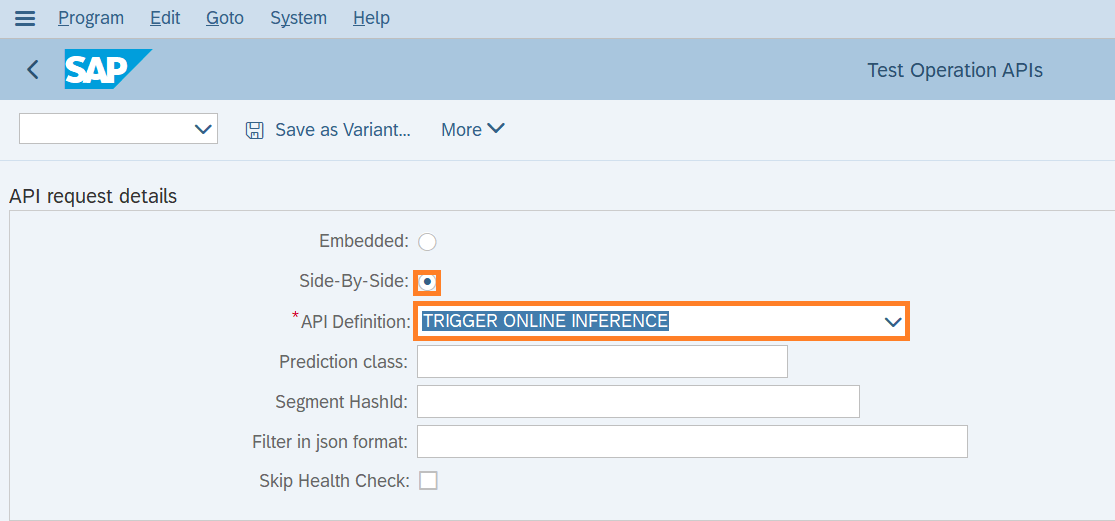 Program Edit Goto System Help
SAP Test Operation APIs
Save as Variant... More
API request details
Embedded:
Side-By-Side:
*API Definition: TRIGGER ONLINE INFERENCE
Prediction class:
Segment HashId:
Filter in json format:
Skip Health Check: